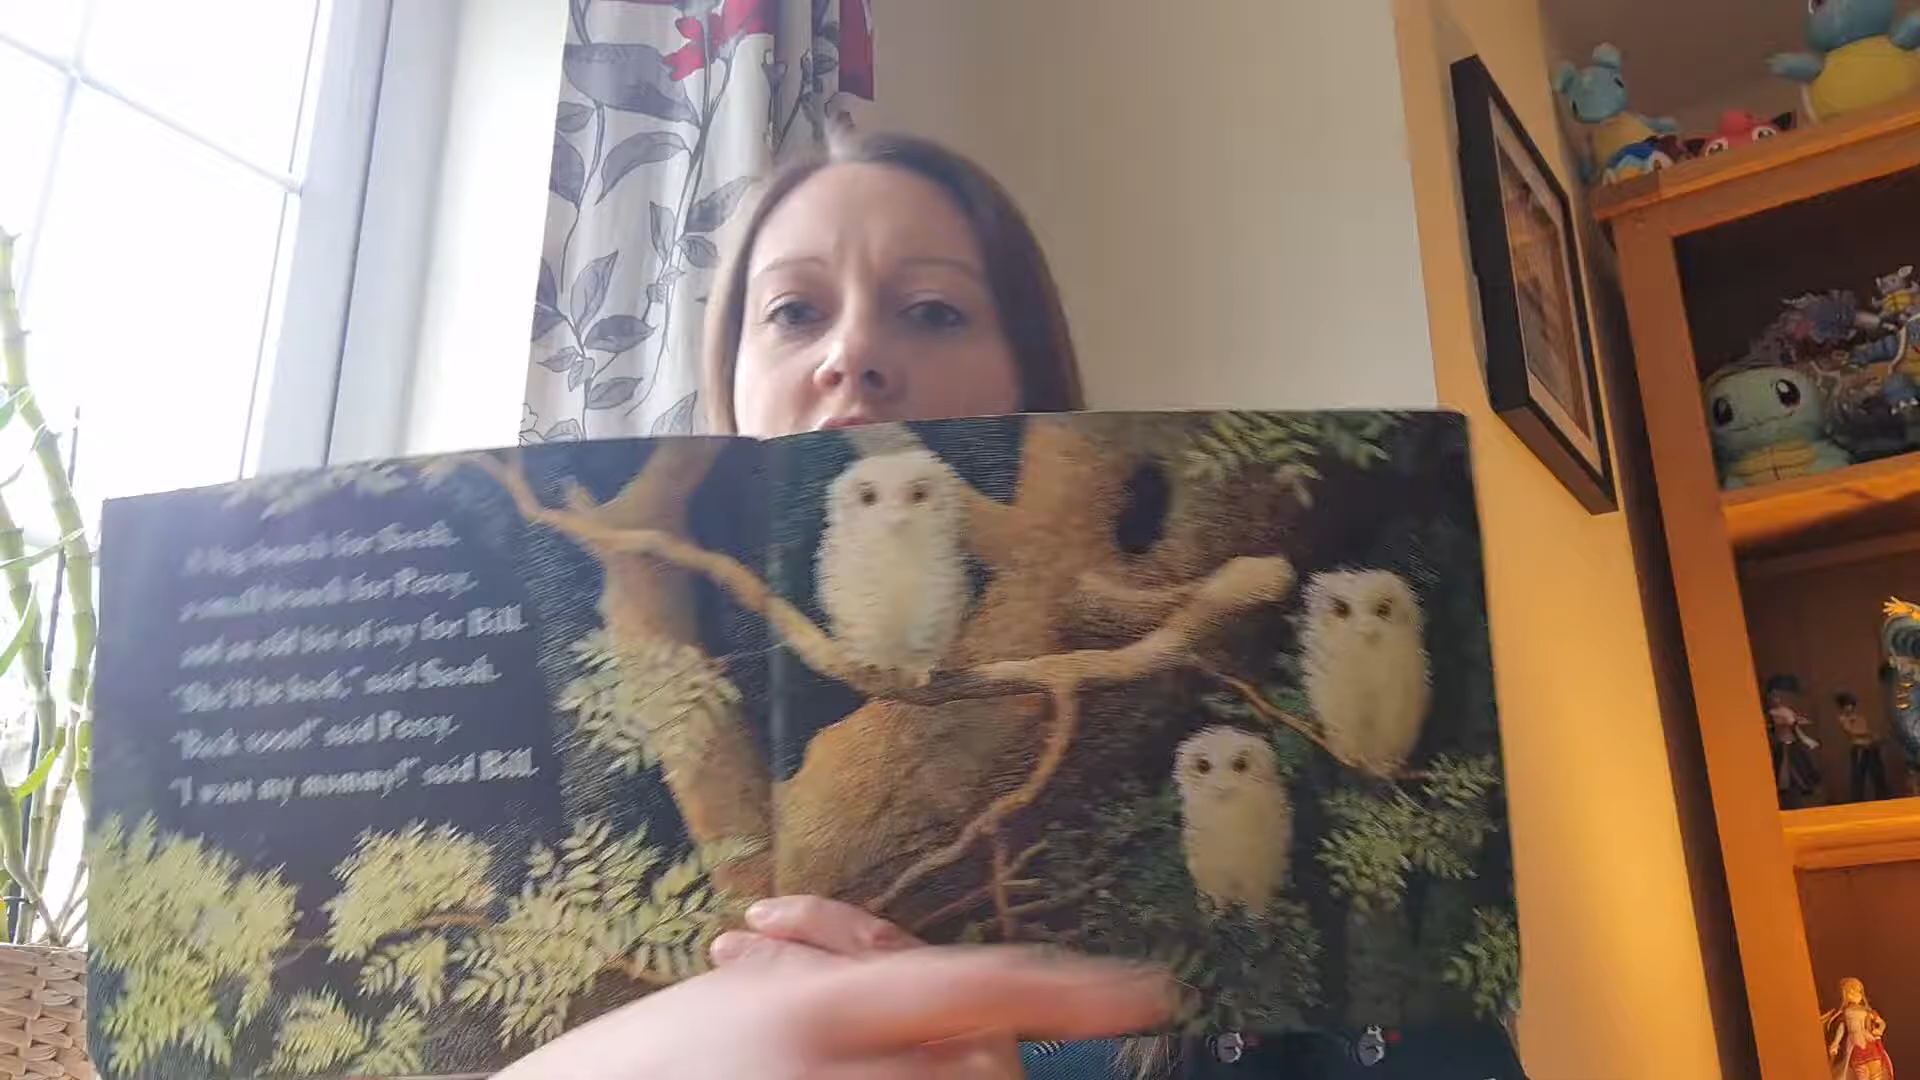 A big branch for Sarah,
a small branch for Percy,
and an old bit of ivy for Bill.
"She'll be back," said Sarah.
"Back soon!" said Percy.
"I want my mummy!" said Bill.